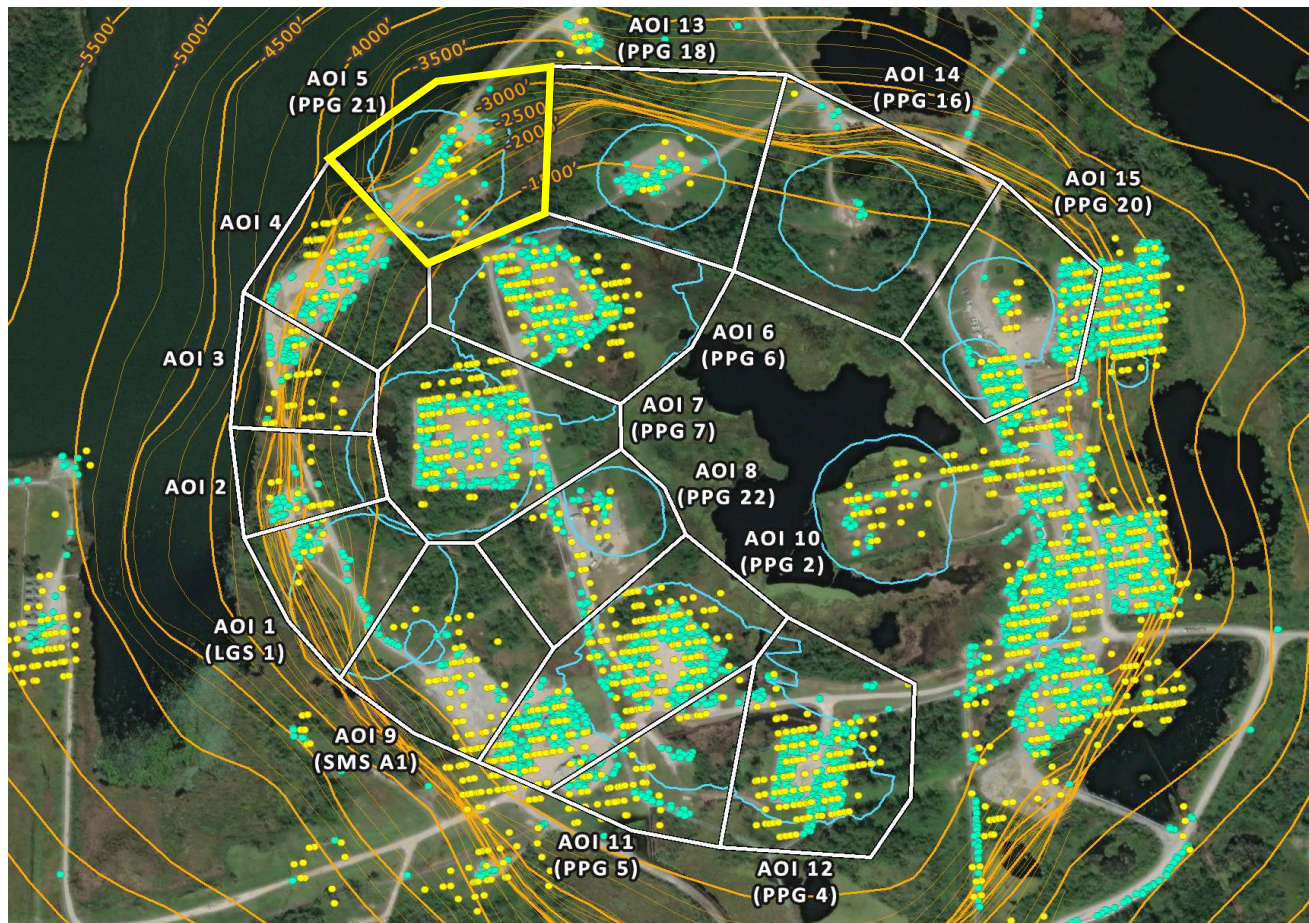 -5500'
-5000'
-4500'
-4000'
-3500'
AOI 13
(PPG 18)
AOI 5
(PPG 21)
AOI 14
(PPG 16)
-3000'
-2500'
-2000'
AOI 15
(PPG 20)
AOI 4
AOI 3
AOI 6
(PPG 6)
AOI 7
(PPG 7)
AOI 2
AOI 8
(PPG 22)
AOI 10
(PPG 2)
AOI 1
(LGS 1)
AOI 9
(SMS A1)
AOI 11
(PPG 5)
AOI 12
(PPG 4)